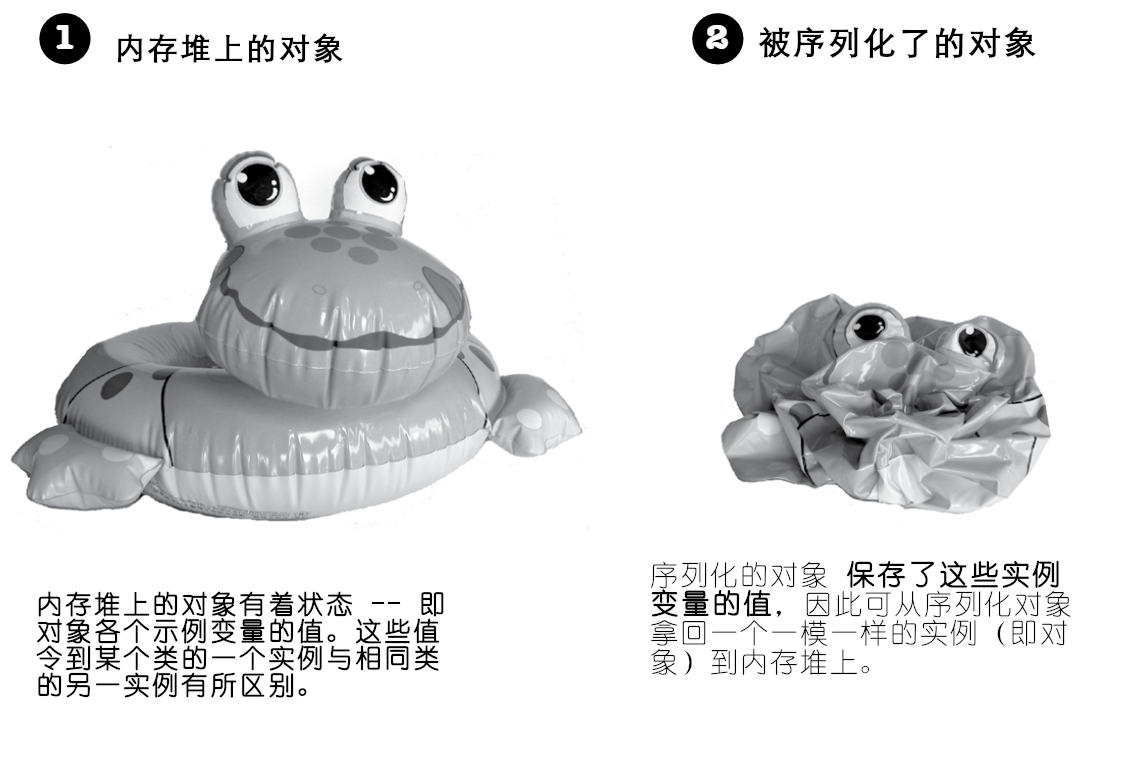 1 内存堆上的对象
2 被序列化了的对象
内存堆上的对象有着状态 -- 即
对象各个示例变量的值。这些值
令到某个类的一个实例与相同类
的另一实例有所区别。
序列化的对象 保存了这些实例
变量的值，因此可从序列化对象
拿回一个一模一样的实例（即对
象）到内存堆上。